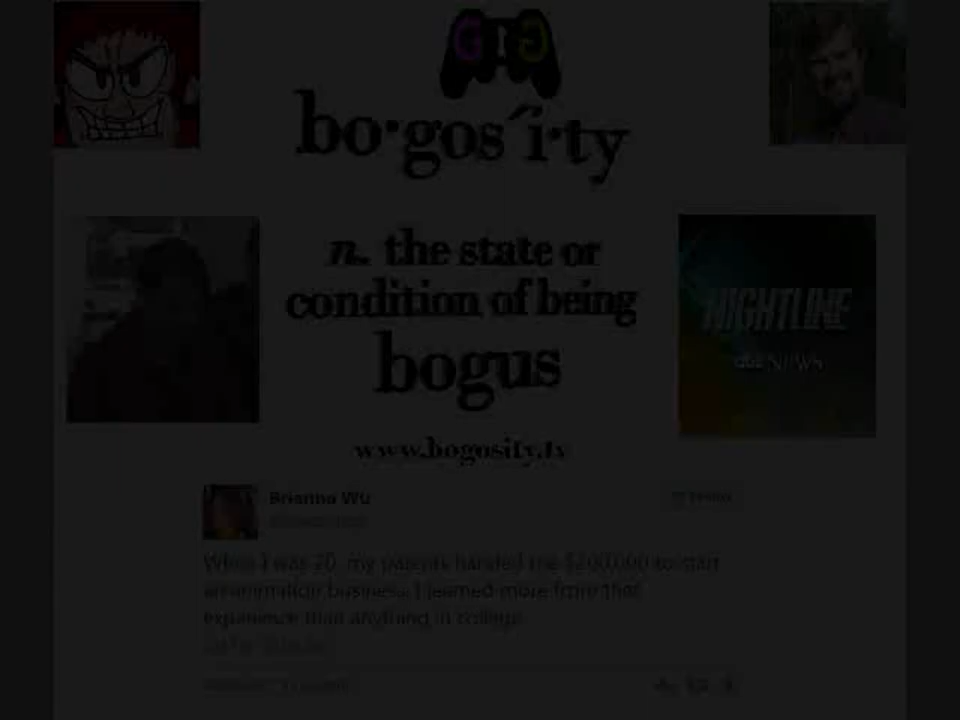 bo·gos´i·ty
n. the state or
condition of being
bogus
NIGHTLINE
abc NEWS
www.bogosity.tv
Brianna Wu
When I was 20, my parents handed me $200,000 to start
an animation business. I learned more from that
experience than anything in college.